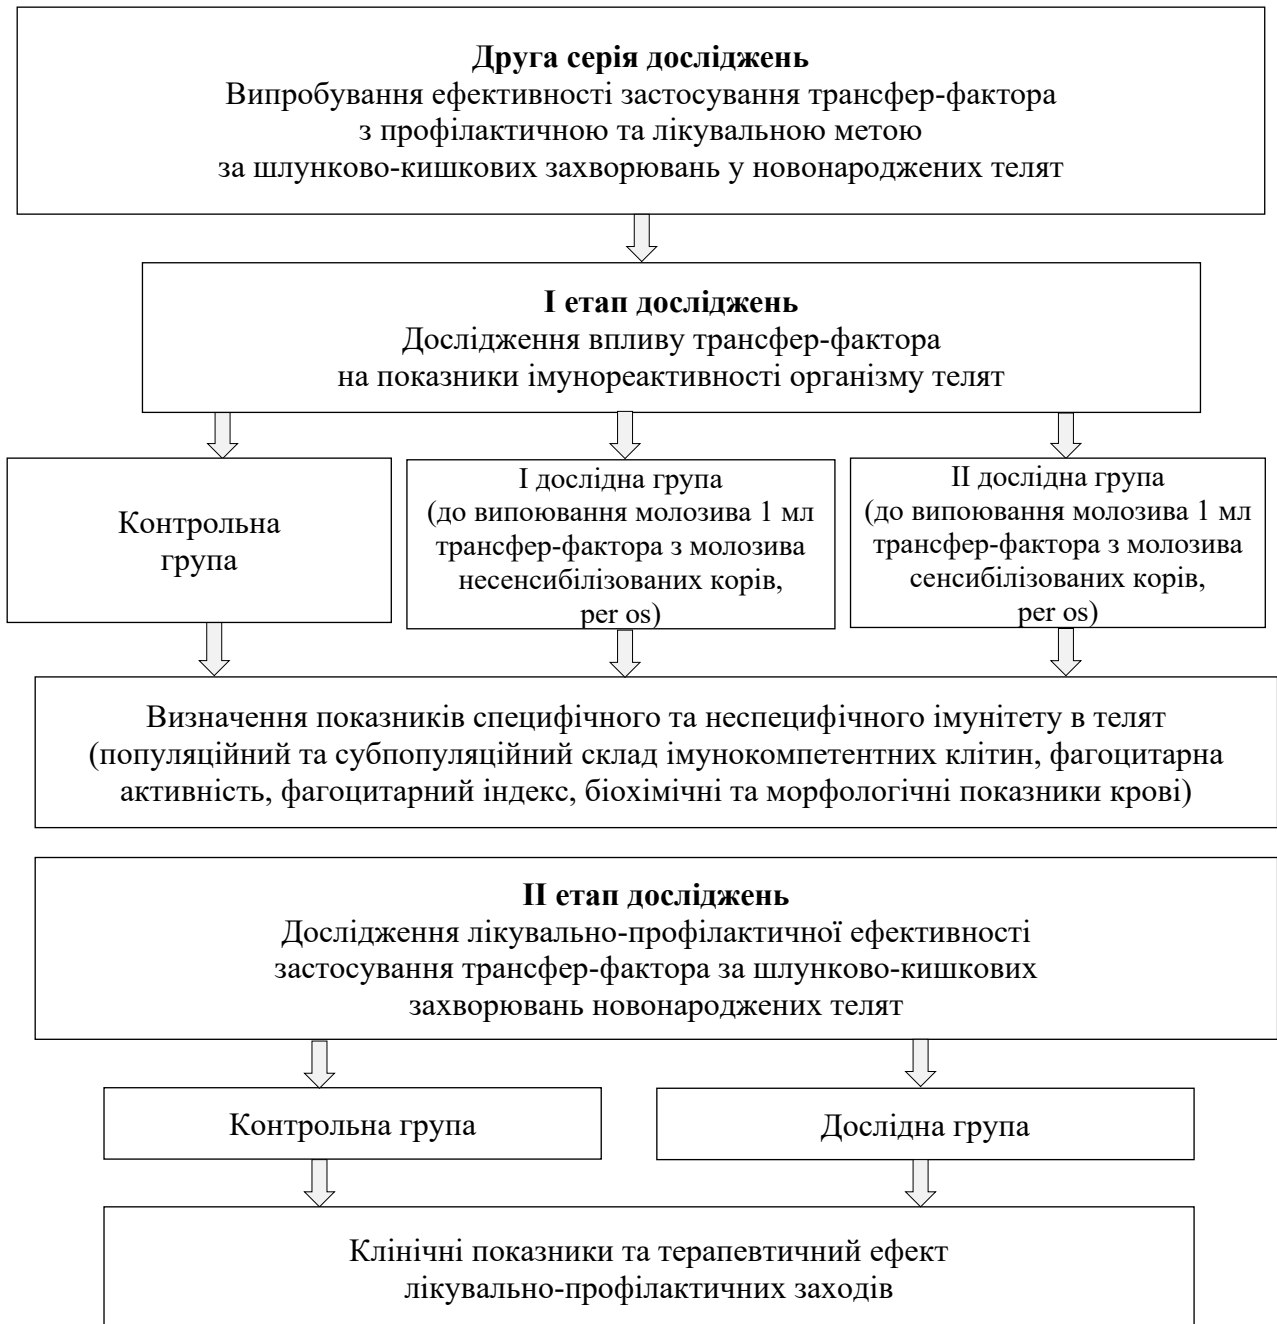 Друга серія досліджень
Випробування ефективності застосування трансфер-фактора
з профілактичною та лікувальною метою
за шлунково-кишкових захворювань у новонароджених телят
І етап досліджень
Дослідження впливу трансфер-фактора
на показники імунореактивності організму телят
Контрольна
група
І дослідна група
(до випоювання молозива 1 мл
трансфер-фактора з молозива
несенсибілізованих корів,
per os)
ІІ дослідна група
(до випоювання молозива 1 мл
трансфер-фактора з молозива
сенсибілізованих корів,
per os)
Визначення показників специфічного та неспецифічного імунітету в телят
(популяційний та субпопуляційний склад імунокомпетентних клітин, фагоцитарна
активність, фагоцитарний індекс, біохімічні та морфологічні показники крові)
ІІ етап досліджень
Дослідження лікувально-профілактичної ефективності
застосування трансфер-фактора за шлунково-кишкових
захворювань новонароджених телят
Контрольна група
Дослідна група
Клінічні показники та терапевтичний ефект
лікувально-профілактичних заходів